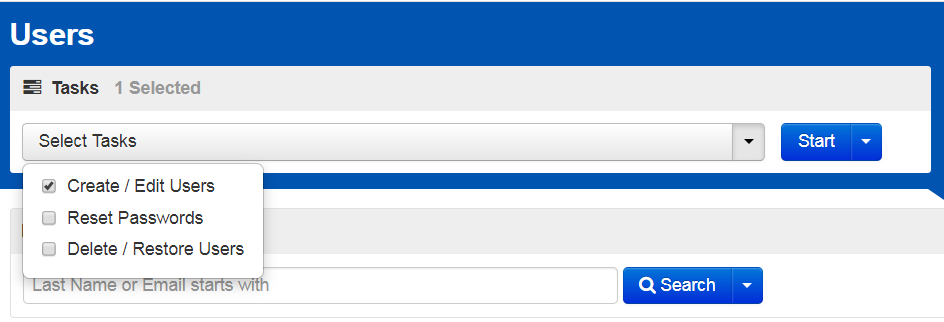 Users
Tasks 1 Selected
Select Tasks
Start
Create / Edit Users
Reset Passwords
Delete / Restore Users
Last Name or Email starts with
Search